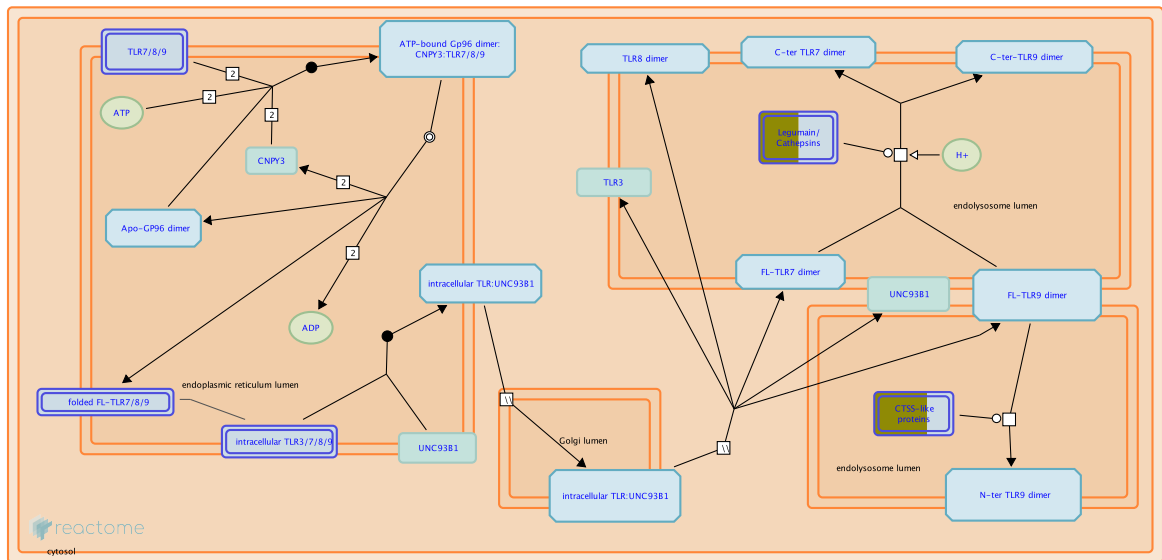 TLR7/8/9
ATP-bound Gp96 dimer:
CNPY3:TLR7/8/9
TLR8 dimer
C-ter TLR7 dimer
C-ter-TLR9 dimer
2
2
2
ATP
CNPY3
2
Legumain/
Cathepsins
H+
TLR3
endolysosome lumen
Apo-GP96 dimer
2
intracellular TLR:UNC93B1
FL-TLR7 dimer
UNC93B1
FL-TLR9 dimer
ADP
endoplasmic reticulum lumen
folded FL-TLR7/8/9
intracellular TLR3/7/8/9
UNC93B1
\\
Golgi lumen
\\
CTSS-like
proteins
endolysosome lumen
intracellular TLR:UNC93B1
N-ter TLR9 dimer
reactome
cytosol